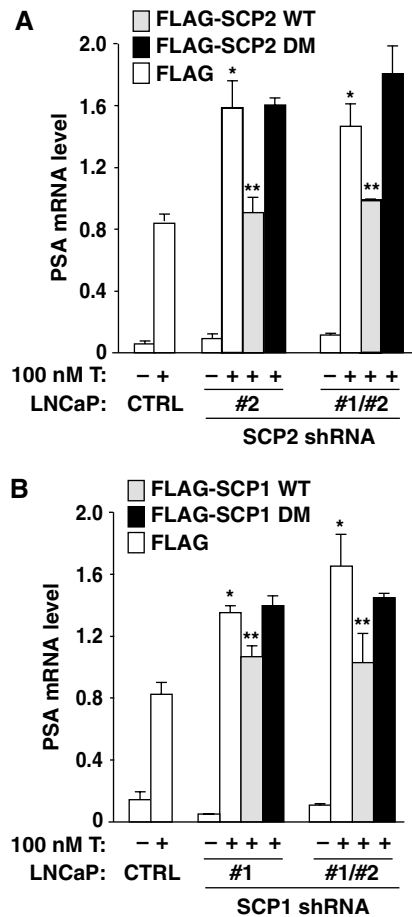 A
FLAG-SCP2 WT
FLAG-SCP2 DM
FLAG
PSA mRNA level
2.0
1.6
1.2
0.8
0.4
0
* ** * **
100 nM T: – + – + + + – + + +
LNCaP: CTRL #2 #1/#2
SCP2 shRNA
B
FLAG-SCP1 WT
FLAG-SCP1 DM
FLAG
PSA mRNA level
2.0
1.6
1.2
0.8
0.4
0
* ** * **
100 nM T: – + – + + + – + + +
LNCaP: CTRL #1 #1/#2
SCP1 shRNA